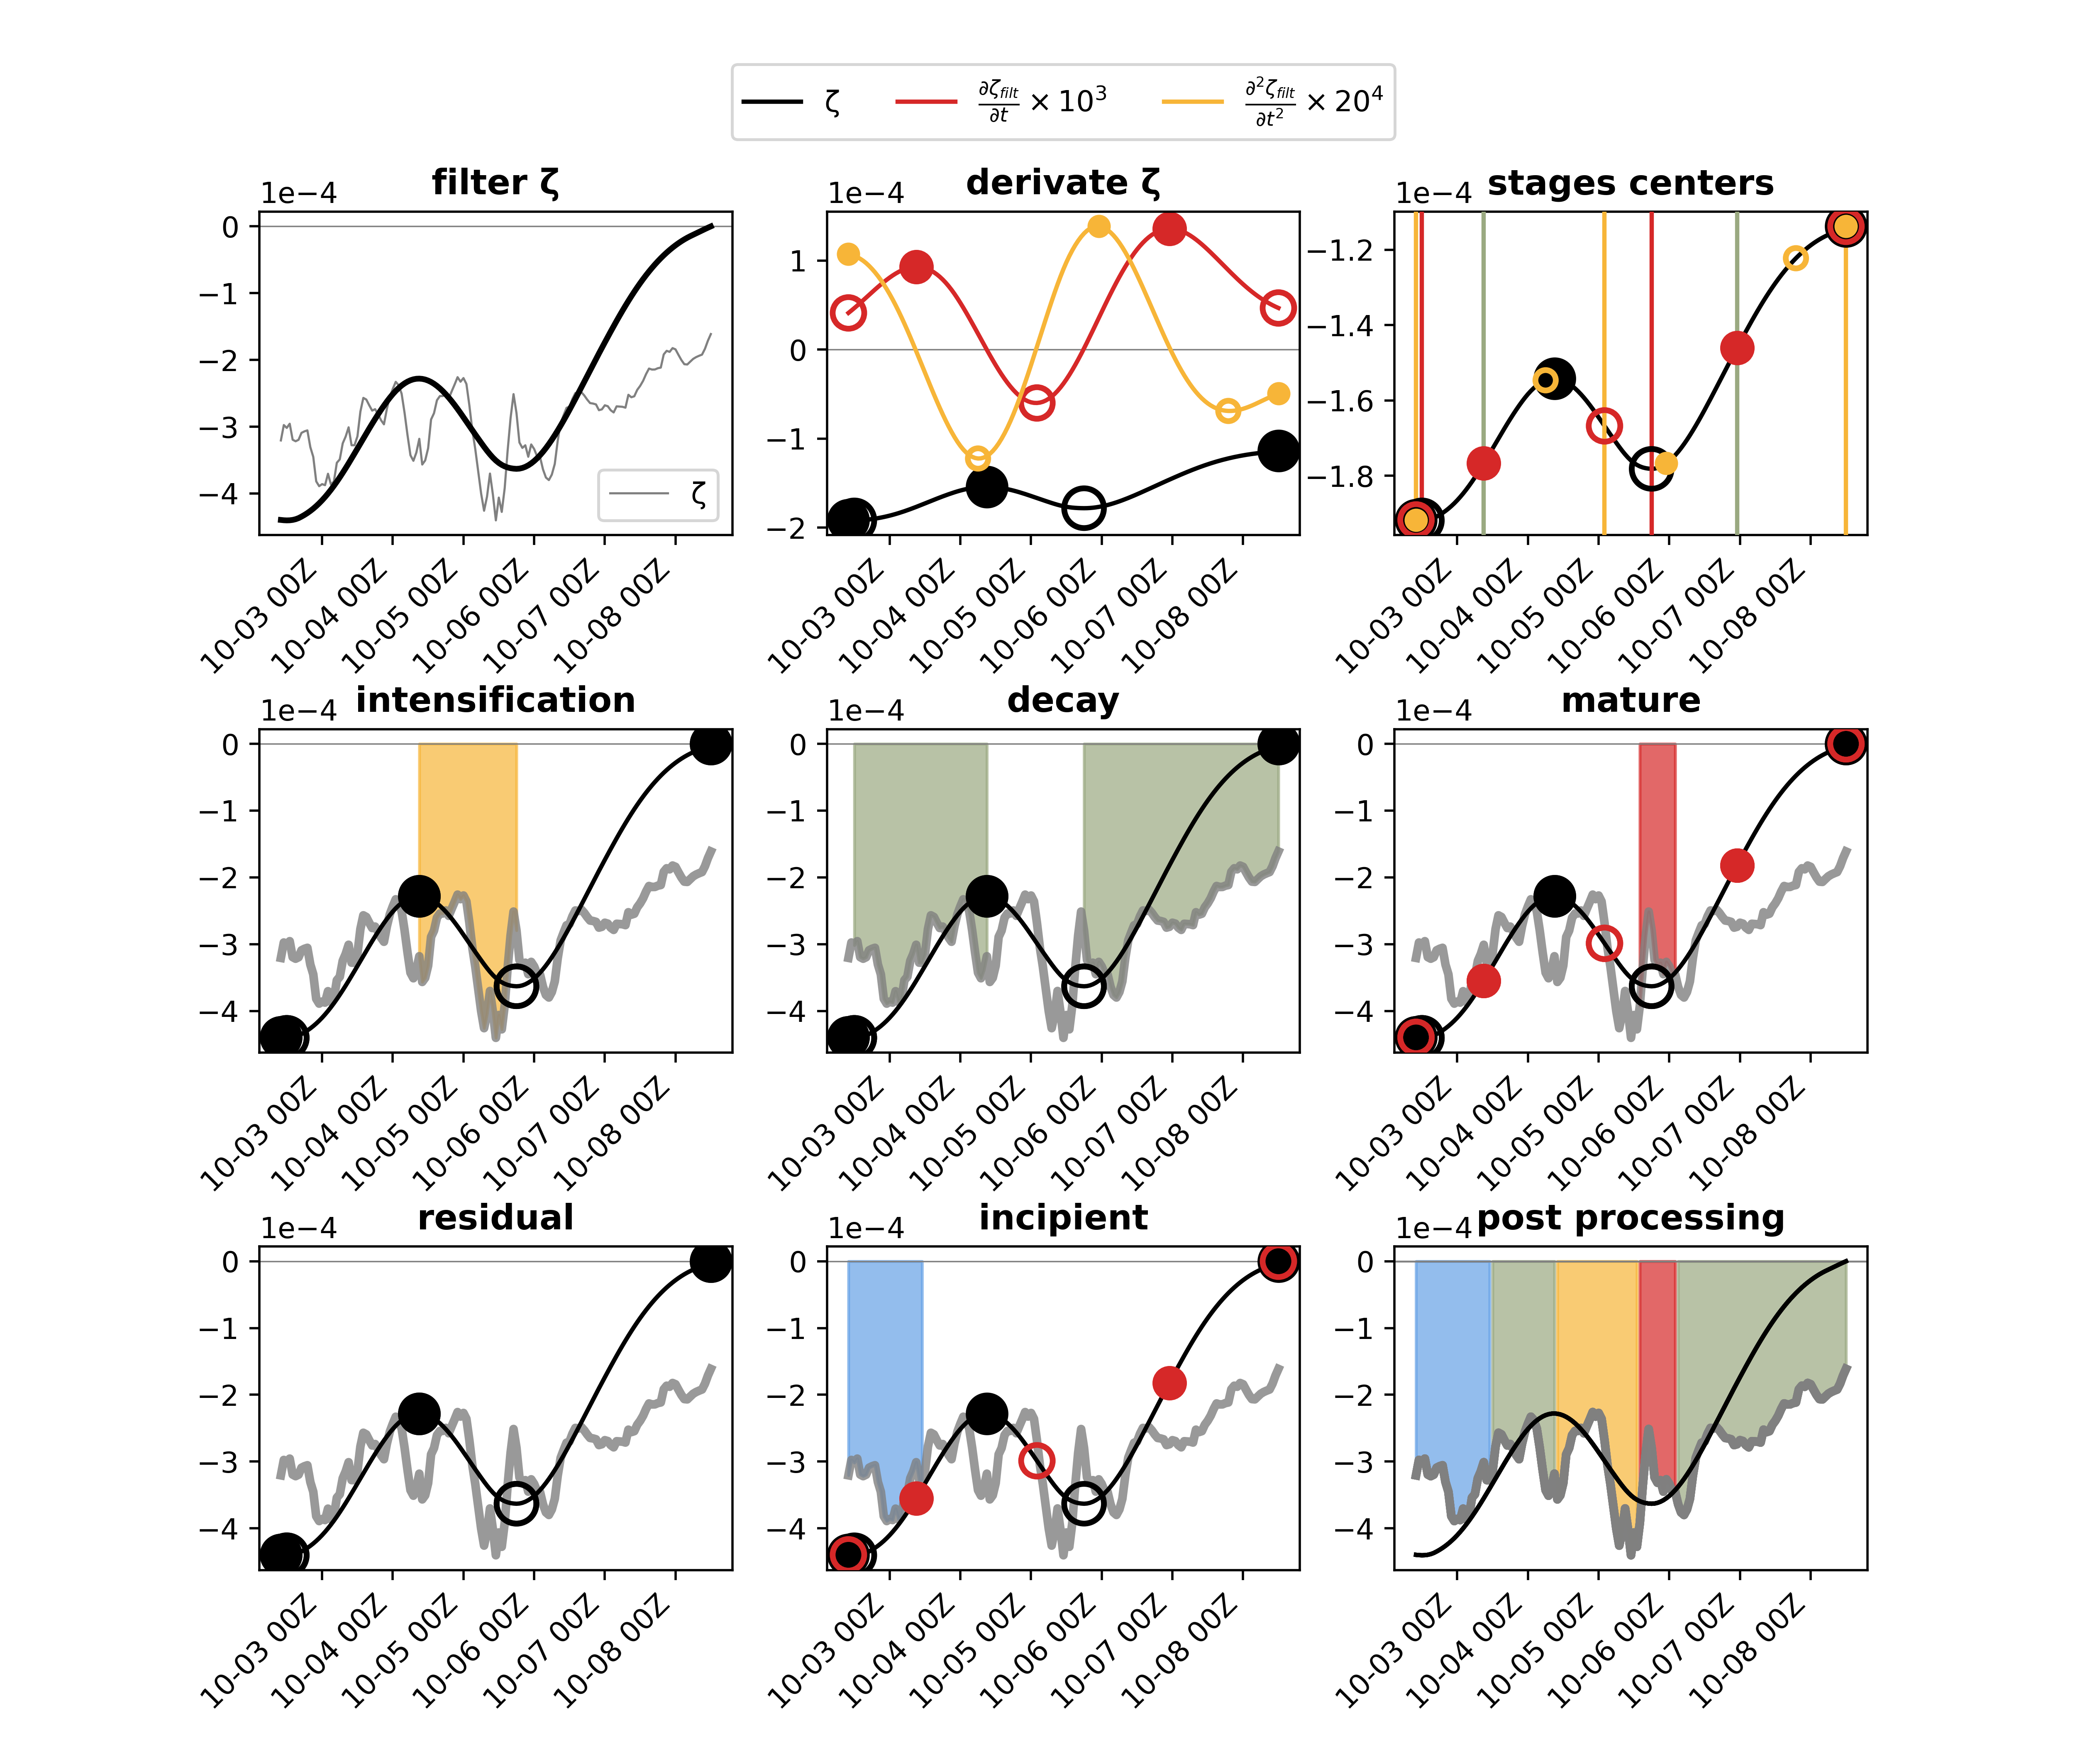 ζ ∂ζ_filt/∂t × 10³ ∂²ζ_filt/∂t² × 20⁴
filter ζ
1e−4
0
−1
−2
−3
−4
ζ
10-03 00Z 10-04 00Z 10-05 00Z 10-06 00Z 10-07 00Z 10-08 00Z
derivate ζ
1e−4
1
0
−1
−2
10-03 00Z 10-04 00Z 10-05 00Z 10-06 00Z 10-07 00Z 10-08 00Z
stages centers
1e−4
−1.2
−1.4
−1.6
−1.8
10-03 00Z 10-04 00Z 10-05 00Z 10-06 00Z 10-07 00Z 10-08 00Z
intensification
1e−4
0
−1
−2
−3
−4
10-03 00Z 10-04 00Z 10-05 00Z 10-06 00Z 10-07 00Z 10-08 00Z
decay
1e−4
0
−1
−2
−3
−4
10-03 00Z 10-04 00Z 10-05 00Z 10-06 00Z 10-07 00Z 10-08 00Z
mature
1e−4
0
−1
−2
−3
−4
10-03 00Z 10-04 00Z 10-05 00Z 10-06 00Z 10-07 00Z 10-08 00Z
residual
1e−4
0
−1
−2
−3
−4
10-03 00Z 10-04 00Z 10-05 00Z 10-06 00Z 10-07 00Z 10-08 00Z
incipient
1e−4
0
−1
−2
−3
−4
10-03 00Z 10-04 00Z 10-05 00Z 10-06 00Z 10-07 00Z 10-08 00Z
post processing
1e−4
0
−1
−2
−3
−4
10-03 00Z 10-04 00Z 10-05 00Z 10-06 00Z 10-07 00Z 10-08 00Z